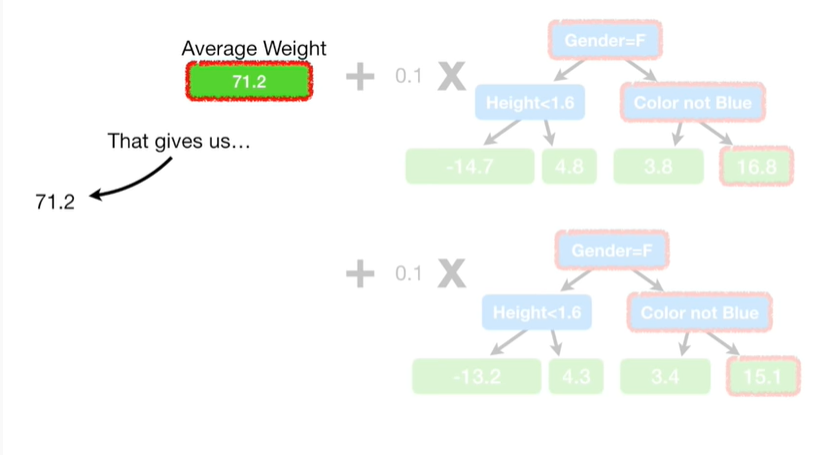 Average Weight
71.2
+ 0.1 X
Gender=F
Height<1.6
Color not Blue
-14.7
4.8
3.8
16.8
That gives us...
71.2
+ 0.1 X
Gender=F
Height<1.6
Color not Blue
-13.2
4.3
3.4
15.1